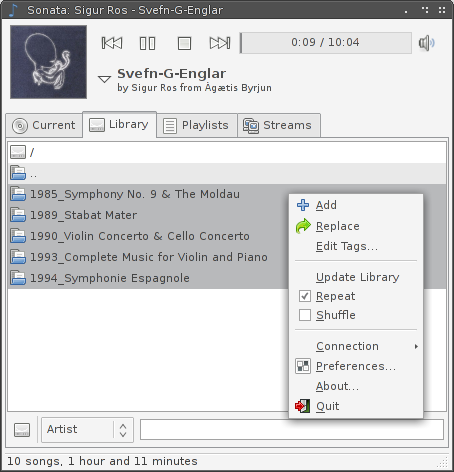 Sonata: Sigur Ros - Svefn-G-Englar
0:09 / 10:04
Svefn-G-Englar
by Sigur Ros from Ágætis Byrjun
Current
Library
Playlists
Streams
/
..
1985_Symphony No. 9 & The Moldau
1989_Stabat Mater
1990_Violin Concerto & Cello Concerto
1993_Complete Music for Violin and Piano
1994_Symphonie Espagnole
Add
Replace
Edit Tags...
Update Library
Repeat
Shuffle
Connection
Preferences...
About...
Quit
Artist
10 songs, 1 hour and 11 minutes